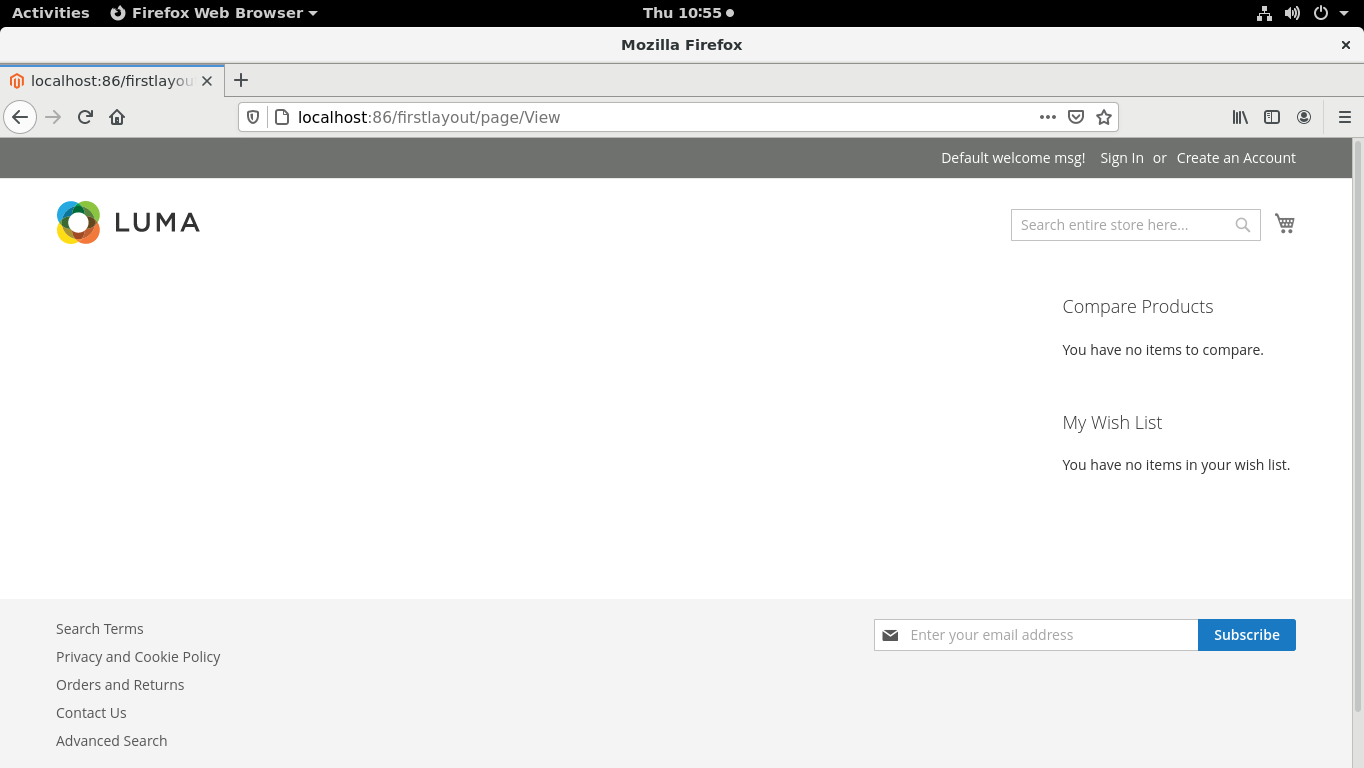 Activities Firefox Web Browser Thu 10:55
Mozilla Firefox
localhost:86/firstlayou
localhost:86/firstlayout/page/View
Default welcome msg! Sign In or Create an Account
LUMA
Search entire store here...
Compare Products
You have no items to compare.
My Wish List
You have no items in your wish list.
Search Terms
Privacy and Cookie Policy
Orders and Returns
Contact Us
Advanced Search
Enter your email address Subscribe